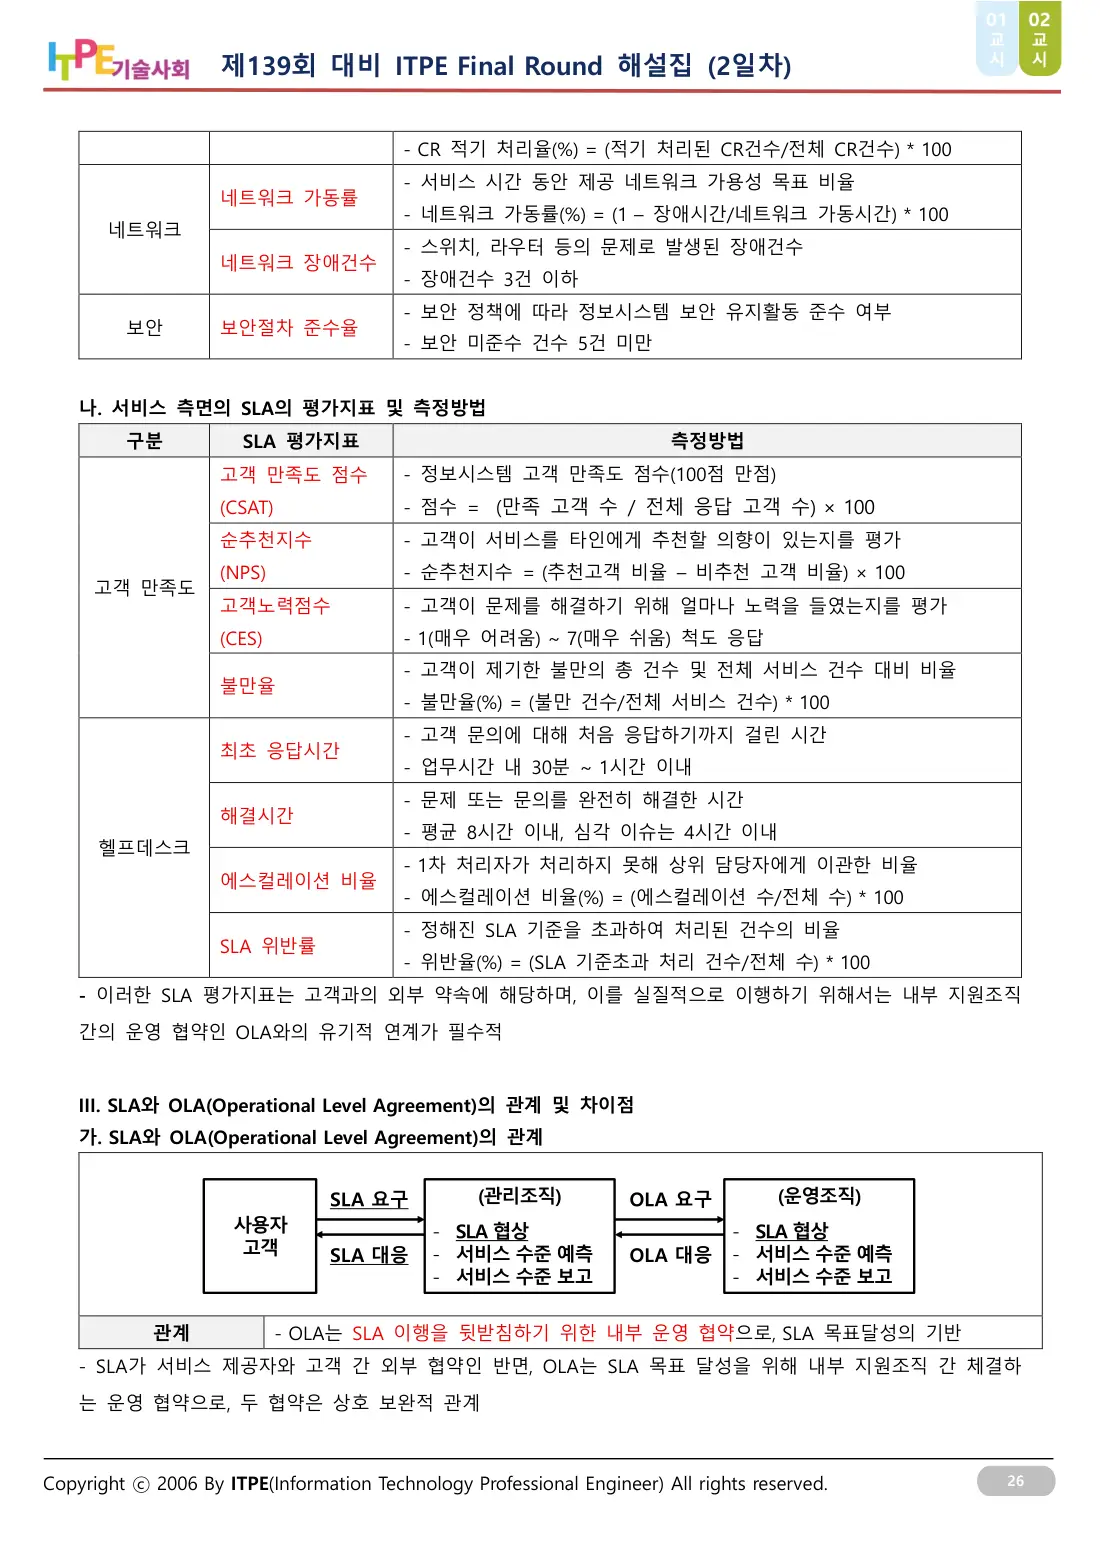 01
교
시
02
교
시
ITPE기술사회 제139회 대비 ITPE Final Round 해설집 (2일차)
- CR 적기 처리율(%) = (적기 처리된 CR건수/전체 CR건수) * 100
네트워크
네트워크 가동률
- 서비스 시간 동안 제공 네트워크 가용성 목표 비율
- 네트워크 가동률(%) = (1 – 장애시간/네트워크 가동시간) * 100
네트워크 장애건수
- 스위치, 라우터 등의 문제로 발생된 장애건수
- 장애건수 3건 이하
보안
보안절차 준수율
- 보안 정책에 따라 정보시스템 보안 유지활동 준수 여부
- 보안 미준수 건수 5건 미만
나. 서비스 측면의 SLA의 평가지표 및 측정방법
구분 SLA 평가지표 측정방법
고객 만족도
고객 만족도 점수
(CSAT)
- 정보시스템 고객 만족도 점수(100점 만점)
- 점수 = (만족 고객 수 / 전체 응답 고객 수) × 100
순추천지수
(NPS)
- 고객이 서비스를 타인에게 추천할 의향이 있는지를 평가
- 순추천지수 = (추천고객 비율 – 비추천 고객 비율) × 100
고객노력점수
(CES)
- 고객이 문제를 해결하기 위해 얼마나 노력을 들였는지를 평가
- 1(매우 어려움) ~ 7(매우 쉬움) 척도 응답
불만율
- 고객이 제기한 불만의 총 건수 및 전체 서비스 건수 대비 비율
- 불만율(%) = (불만 건수/전체 서비스 건수) * 100
헬프데스크
최초 응답시간
- 고객 문의에 대해 처음 응답하기까지 걸린 시간
- 업무시간 내 30분 ~ 1시간 이내
해결시간
- 문제 또는 문의를 완전히 해결한 시간
- 평균 8시간 이내, 심각 이슈는 4시간 이내
에스컬레이션 비율
- 1차 처리자가 처리하지 못해 상위 담당자에게 이관한 비율
- 에스컬레이션 비율(%) = (에스컬레이션 수/전체 수) * 100
SLA 위반률
- 정해진 SLA 기준을 초과하여 처리된 건수의 비율
- 위반율(%) = (SLA 기준초과 처리 건수/전체 수) * 100
- 이러한 SLA 평가지표는 고객과의 외부 약속에 해당하며, 이를 실질적으로 이행하기 위해서는 내부 지원조직
간의 운영 협약인 OLA와의 유기적 연계가 필수적
III. SLA와 OLA(Operational Level Agreement)의 관계 및 차이점
가. SLA와 OLA(Operational Level Agreement)의 관계
사용자
고객
SLA 요구
SLA 대응
(관리조직)
- SLA 협상
- 서비스 수준 예측
- 서비스 수준 보고
OLA 요구
OLA 대응
(운영조직)
- SLA 협상
- 서비스 수준 예측
- 서비스 수준 보고
관계 - OLA는 SLA 이행을 뒷받침하기 위한 내부 운영 협약으로, SLA 목표달성의 기반
- SLA가 서비스 제공자와 고객 간 외부 협약인 반면, OLA는 SLA 목표 달성을 위해 내부 지원조직 간 체결하
는 운영 협약으로, 두 협약은 상호 보완적 관계
Copyright ⓒ 2006 By ITPE(Information Technology Professional Engineer) All rights reserved.
26